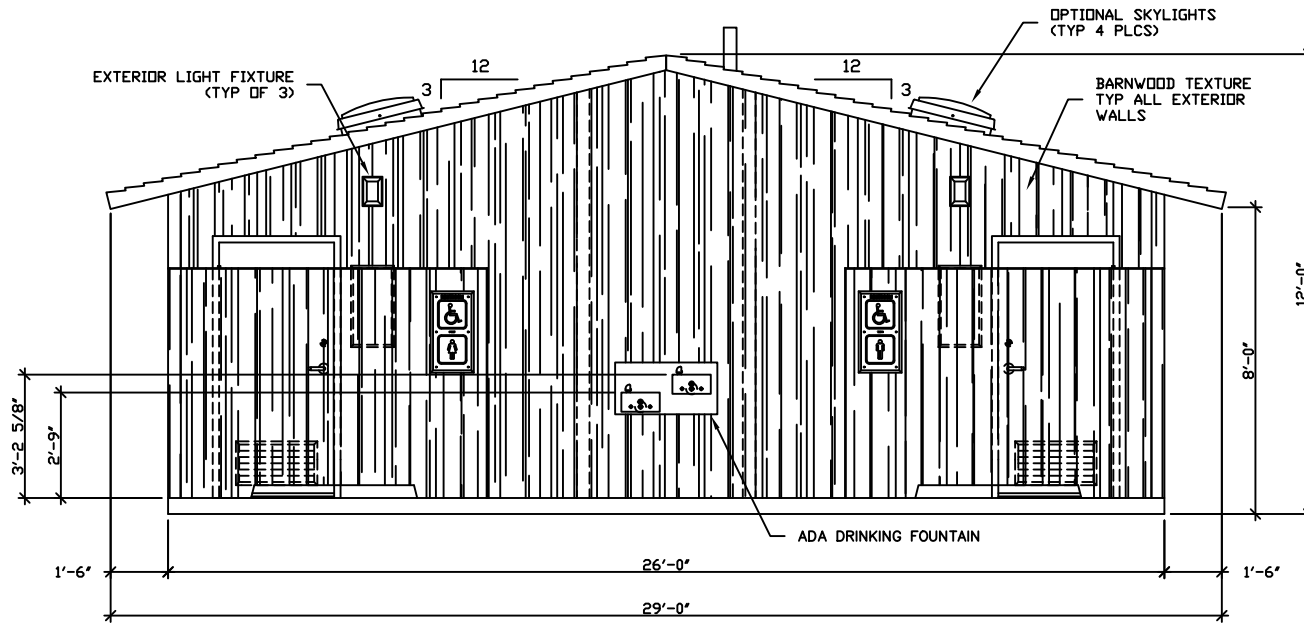 OPTIONAL SKYLIGHTS
(TYP 4 PLCS)
EXTERIOR LIGHT FIXTURE
(TYP OF 3)
12
3
12
3
BARNWOOD TEXTURE
TYP ALL EXTERIOR
WALLS
12'-0"
8'-0"
3'-2 5/8"
2'-9"
ADA DRINKING FOUNTAIN
1'-6"
26'-0"
1'-6"
29'-0"